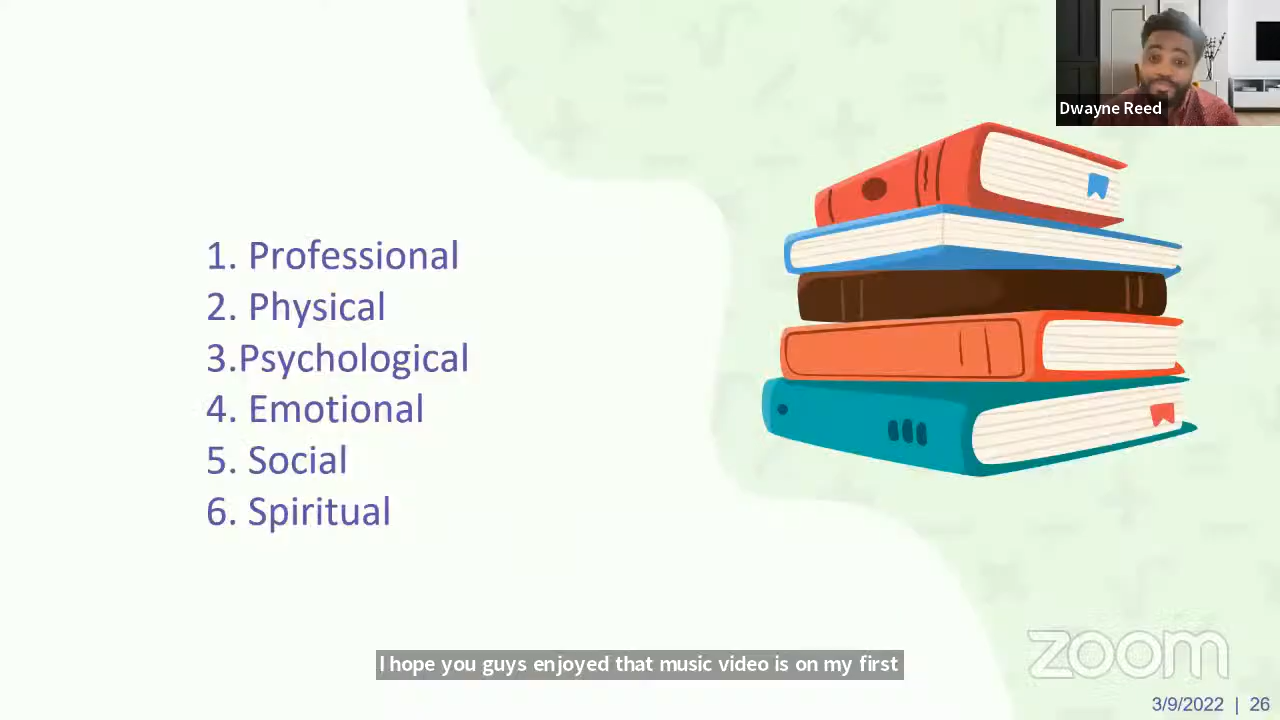 Dwayne Reed
1. Professional
2. Physical
3.Psychological
4. Emotional
5. Social
6. Spiritual
I hope you guys enjoyed that music video is on my first
zoom
3/9/2022 | 26